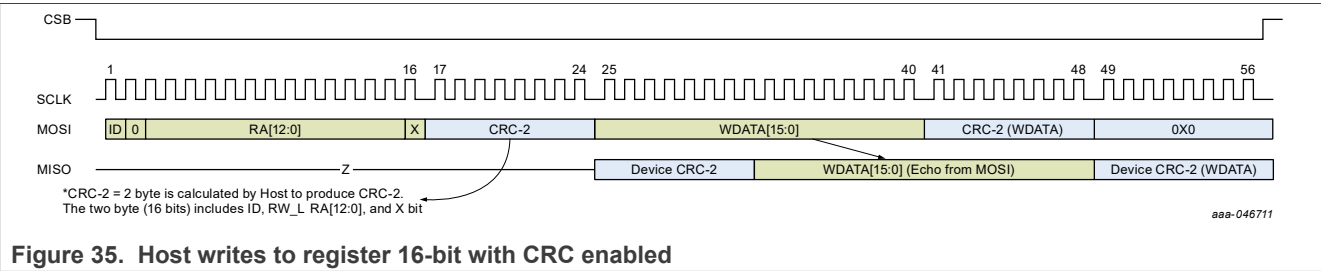 CSB
1 16 17 24 25 40 41 48 49 56
SCLK
MOSI ID 0 RA[12:0] X CRC-2 WDATA[15:0] CRC-2 (WDATA) 0X0
MISO Z Device CRC-2 WDATA[15:0] (Echo from MOSI) Device CRC-2 (WDATA)
*CRC-2 = 2 byte is calculated by Host to produce CRC-2.
The two byte (16 bits) includes ID, RW_L RA[12:0], and X bit
aaa-046711
Figure 35. Host writes to register 16-bit with CRC enabled